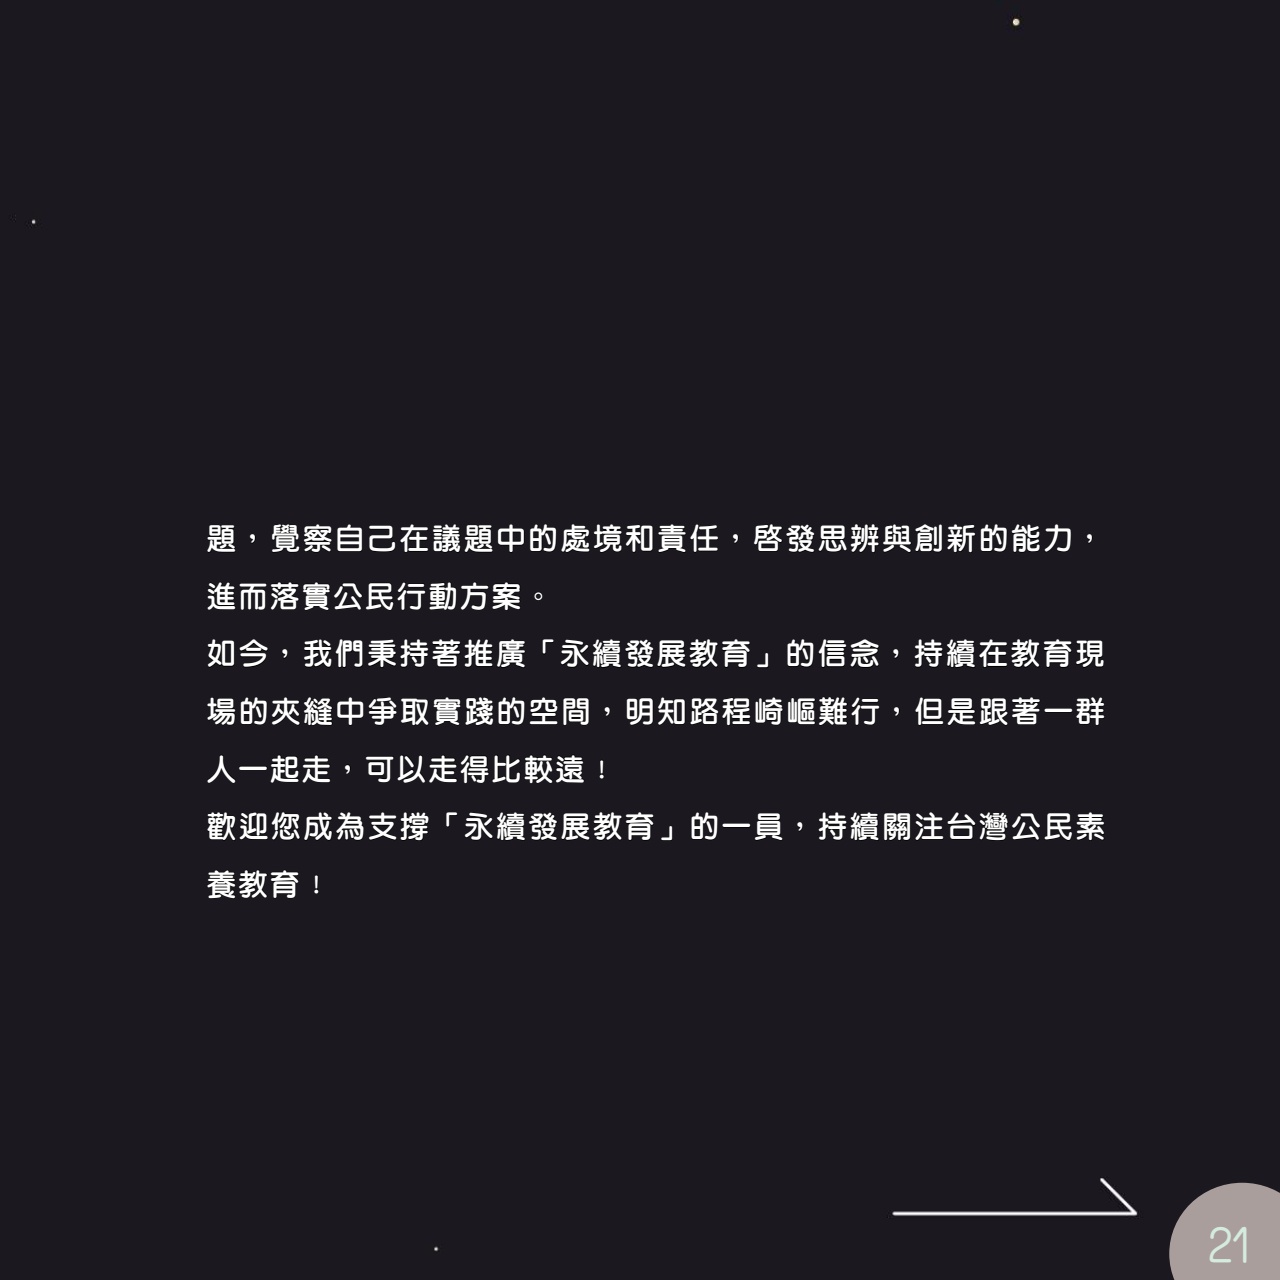 題，覺察自己在議題中的處境和責任，啓發思辨與創新的能力，
進而落實公民行動方案。
如今，我們秉持著推廣「永續發展教育」的信念，持續在教育現
場的夾縫中爭取實踐的空間，明知路程崎嶇難行，但是跟著一群
人一起走，可以走得比較遠！
歡迎您成為支撐「永續發展教育」的一員，持續關注台灣公民素
養教育！
21